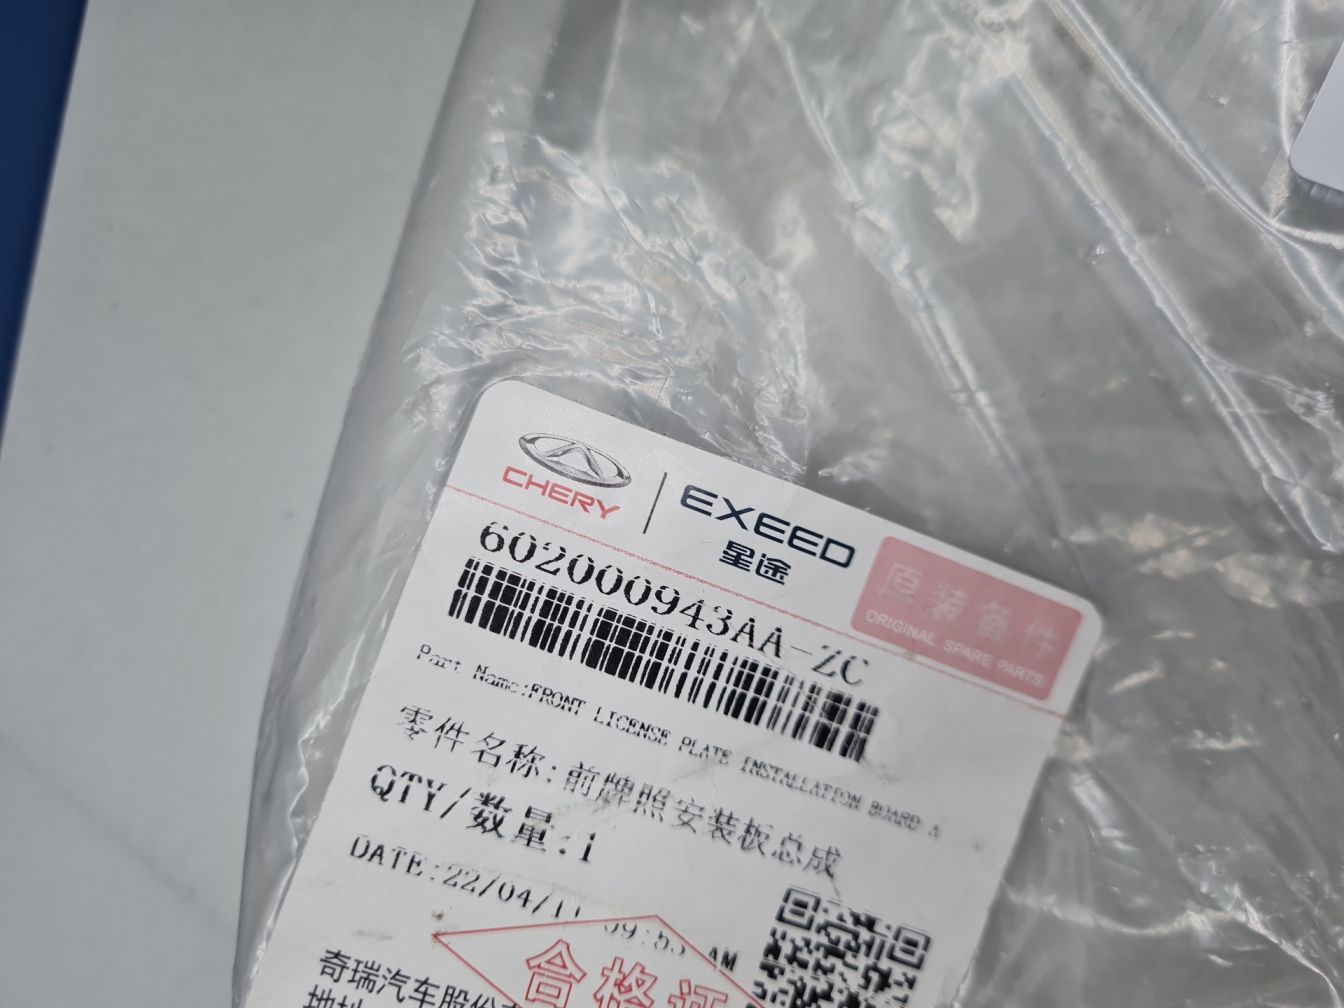 CHERY
EXEED
星途
原装备件
ORIGINAL SPARE PARTS
602000943AA-ZC
Part Name:FRONT LICENSE PLATE INSTALLATION BOARD A
零件名称:前牌照安装板总成
QTY/数量:1
DATE:22/04/11
AM
合格证
奇瑞汽车股份
地址